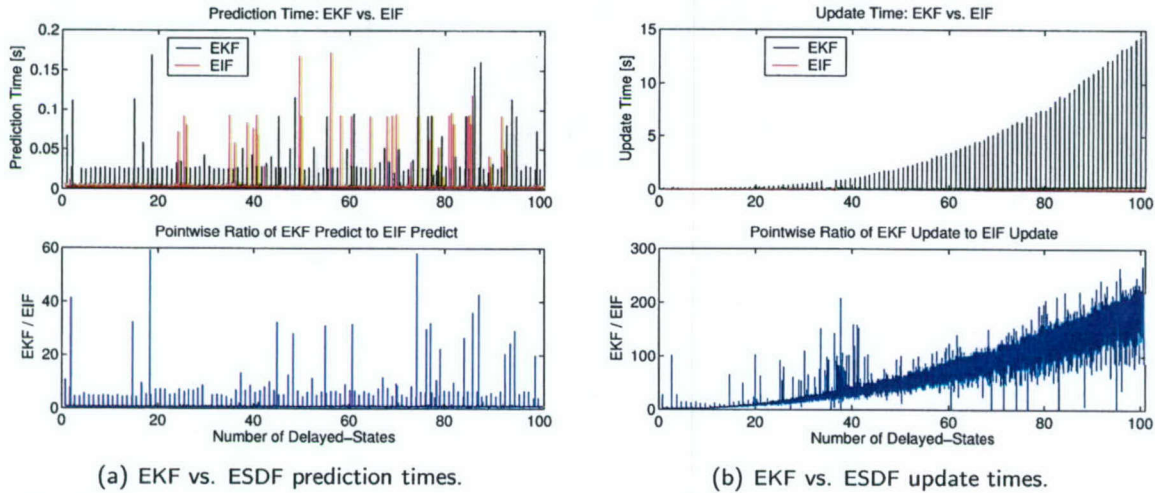 Prediction Time: EKF vs. EIF
0.2
0.15
0.1
0.05
0
Prediction Time [s]
EKF
EIF
0 20 40 60 80 100
Pointwise Ratio of EKF Predict to EIF Predict
60
40
20
0
EKF / EIF
0 20 40 60 80 100
Number of Delayed-States
(a) EKF vs. ESDF prediction times.
Update Time: EKF vs. EIF
15
10
5
0
Update Time [s]
EKF
EIF
0 20 40 60 80 100
Pointwise Ratio of EKF Update to EIF Update
300
200
100
0
EKF / EIF
0 20 40 60 80 100
Number of Delayed-States
(b) EKF vs. ESDF update times.